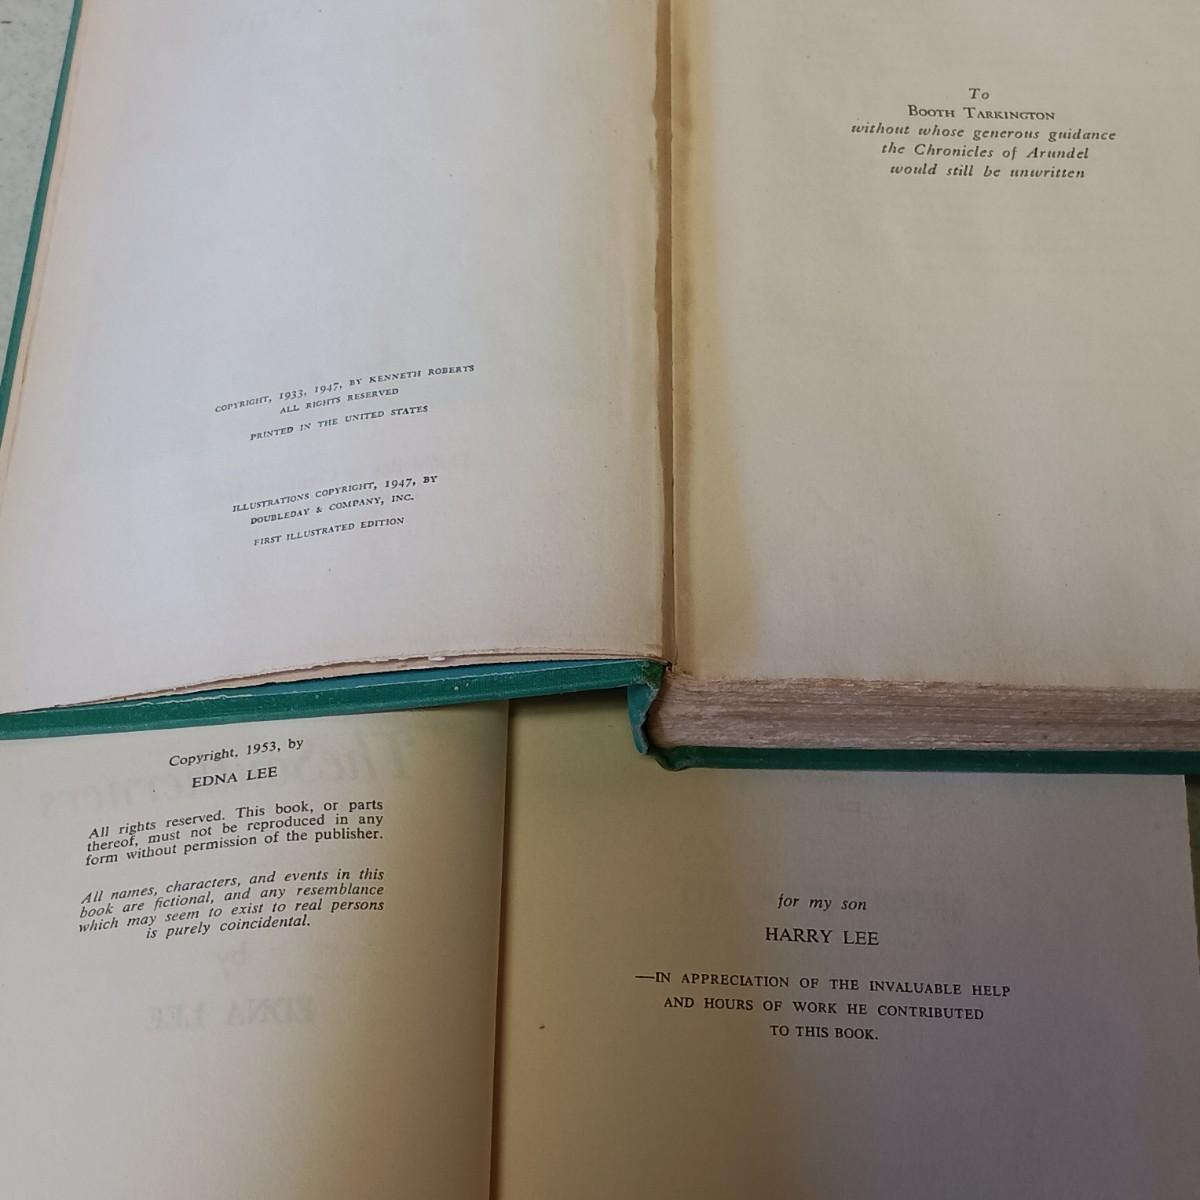 COPYRIGHT, 1933, 1947, BY KENNETH ROBERTS
ALL RIGHTS RESERVED
PRINTED IN THE UNITED STATES
ILLUSTRATIONS COPYRIGHT, 1947, BY
DOUBLEDAY & COMPANY, INC.
FIRST ILLUSTRATED EDITION
To
BOOTH TARKINGTON
without whose generous guidance
the Chronicles of Arundel
would still be unwritten
Copyright, 1953, by
EDNA LEE
All rights reserved. This book, or parts
thereof, must not be reproduced in any
form without permission of the publisher.
All names, characters, and events in this
book are fictional, and any resemblance
which may seem to exist to real persons
is purely coincidental.
by
EDNA LEE
for my son
HARRY LEE
—IN APPRECIATION OF THE INVALUABLE HELP
AND HOURS OF WORK HE CONTRIBUTED
TO THIS BOOK.